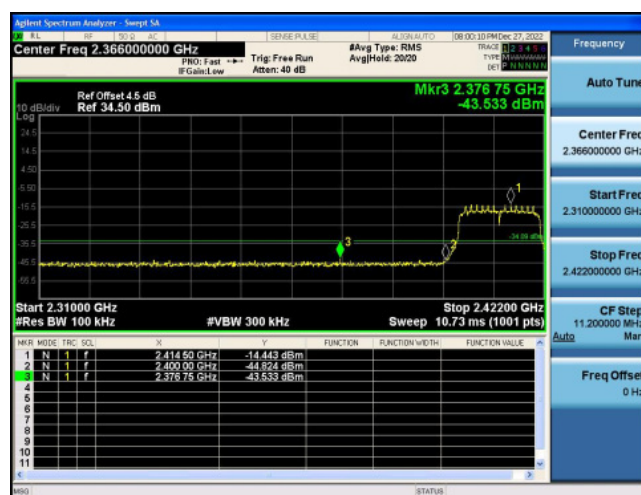 Agilent Spectrum Analyzer - Swept SA
RL RF 50 Ω AC SENSE:PULSE ALIGNAUTO 08:00:10 PM Dec 27, 2022
Center Freq 2.366000000 GHz
PNO: Fast
IFGain:Low
Trig: Free Run
Atten: 40 dB
#Avg Type: RMS
Avg|Hold: 20/20
TRACE 1 2 3 4 5 6
TYPE
DET P N N N N N
Ref Offset 4.5 dB
Ref 34.50 dBm
10 dB/div
Log
Mkr3 2.376 75 GHz
-43.533 dBm
24.5
14.5
4.50
-5.50
-15.5
-25.5
-35.5
-45.5
-55.5
1
2
3
Start 2.31000 GHz
Stop 2.42200 GHz
#Res BW 100 kHz #VBW 300 kHz Sweep 10.73 ms (1001 pts)
MKR MODE TRC SCL X Y FUNCTION FUNCTION WIDTH FUNCTION VALUE
1 N 1 f 2.414 50 GHz -14.443 dBm
2 N 1 f 2.400 00 GHz -44.824 dBm
3 N 1 f 2.376 75 GHz -43.533 dBm
4
5
6
7
8
9
10
11
MSG STATUS
Frequency
Auto Tune
Center Freq
2.366000000 GHz
Start Freq
2.310000000 GHz
Stop Freq
2.422000000 GHz
CF Step
11.200000 MHz
Auto Man
Freq Offset
0 Hz